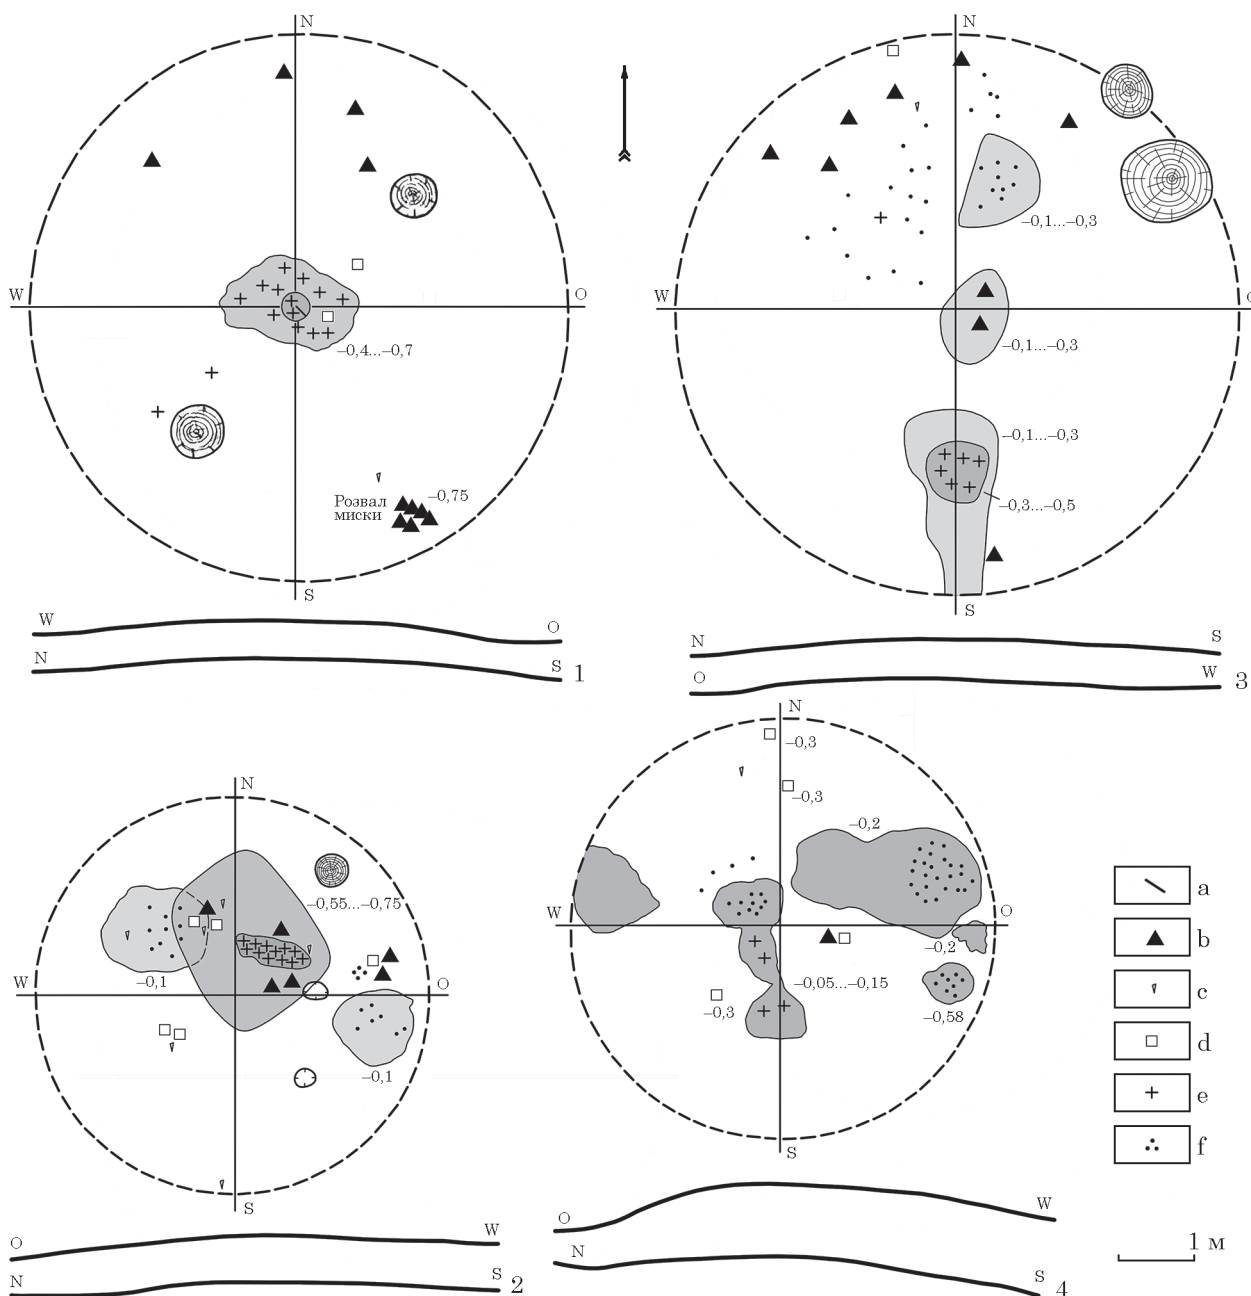 N
W
O
−0,4...−0,7
Розвал
миски
−0,75
S
W
O
N
S
1
N
−0,1...−0,3
W
O
−0,1...−0,3
−0,1...−0,3
−0,3...−0,5
S
N
S
O
W
3
N
−0,55...−0,75
−0,1
W
O
−0,1
S
O
W
N
S
2
N
−0,3
−0,3
−0,2
W
O
−0,2
−0,05...−0,15
−0,3
−0,58
S
O
W
N
S
4
a
b
c
d
e
f
1 м